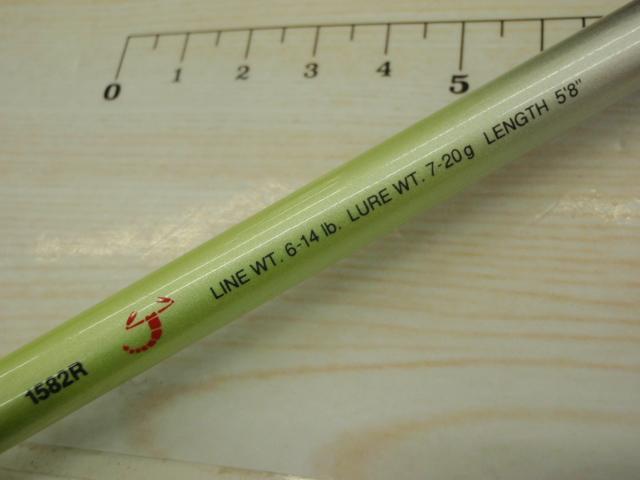 0 1 2 3 4 5
LINE WT. 6-14 lb. LURE WT. 7-20g LENGTH 5'8"
1582R